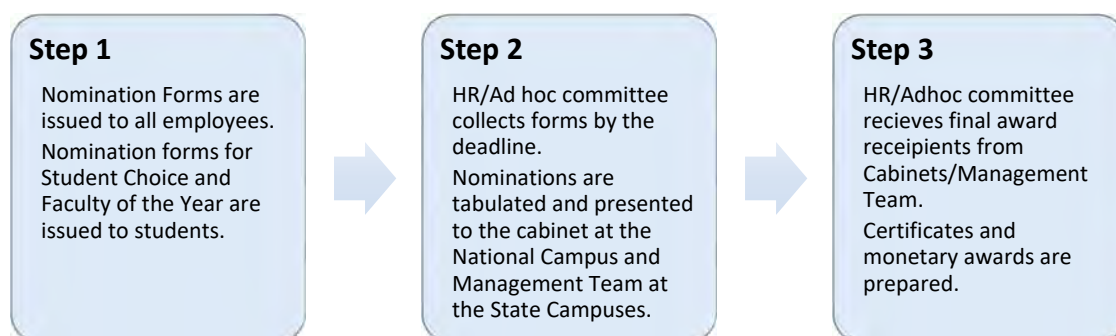 Step 1
Nomination Forms are
issued to all employees.
Nomination forms for
Student Choice and
Faculty of the Year are
issued to students.
Step 2
HR/Ad hoc committee
collects forms by the
deadline.
Nominations are
tabulated and presented
to the cabinet at the
National Campus and
Management Team at
the State Campuses.
Step 3
HR/Adhoc committee
recieves final award
receipients from
Cabinets/Management
Team.
Certificates and
monetary awards are
prepared.